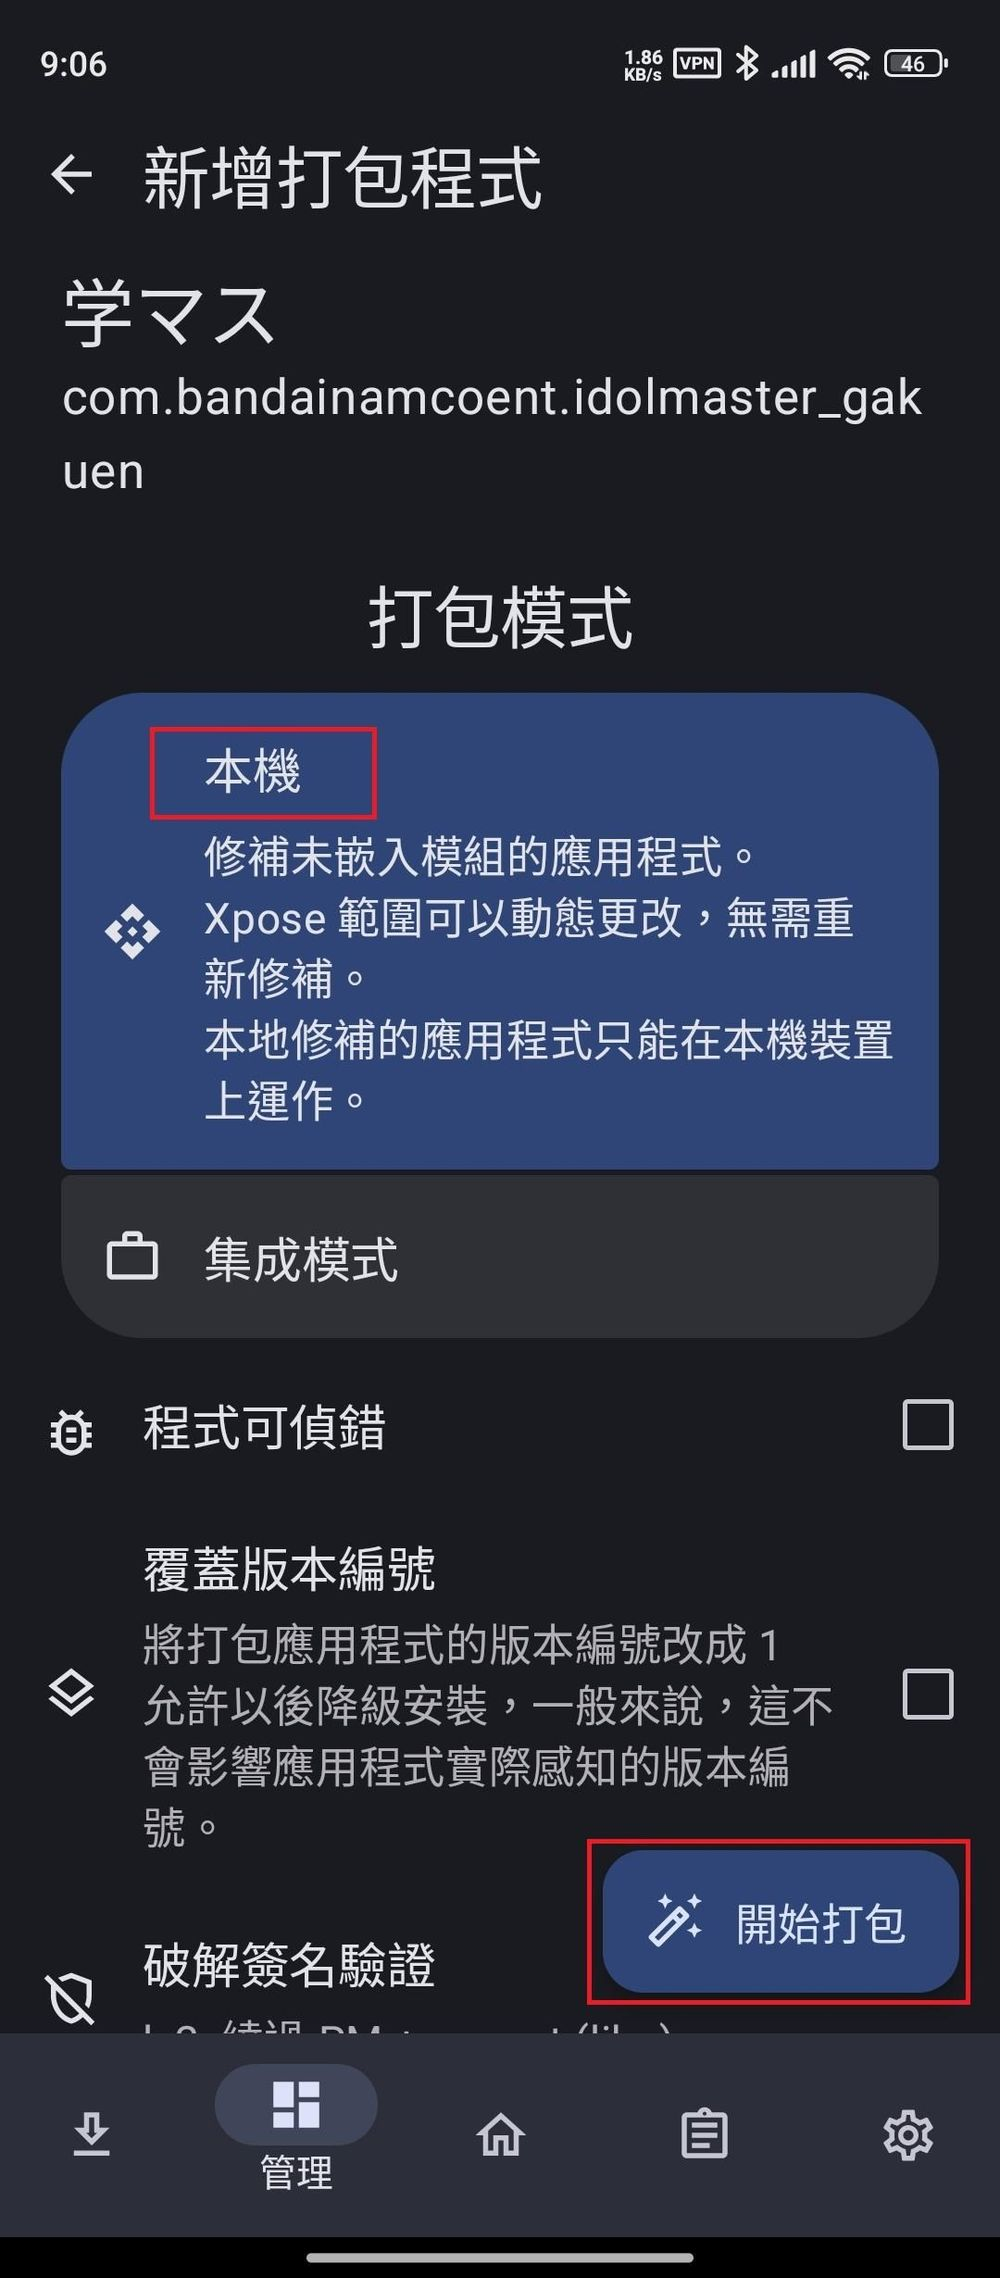 9:06
1.86
KB/s
VPN
46
新增打包程式
学マス
com.bandainamcoent.idolmaster_gak
uen
打包模式
本機
修補未嵌入模組的應用程式。
Xpose 範圍可以動態更改，無需重
新修補。
本地修補的應用程式只能在本機裝置
上運作。
集成模式
程式可偵錯
覆蓋版本編號
將打包應用程式的版本編號改成 1
允許以後降級安裝，一般來說，這不
會影響應用程式實際感知的版本編
號。
開始打包
破解簽名驗證
管理